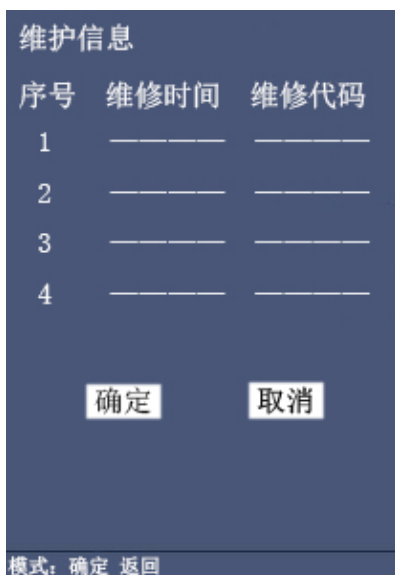 维护信息
序号 维修时间 维修代码
1 ———— ————
2 ———— ————
3 ———— ————
4 ———— ————
确定 取消
模式：确定 返回